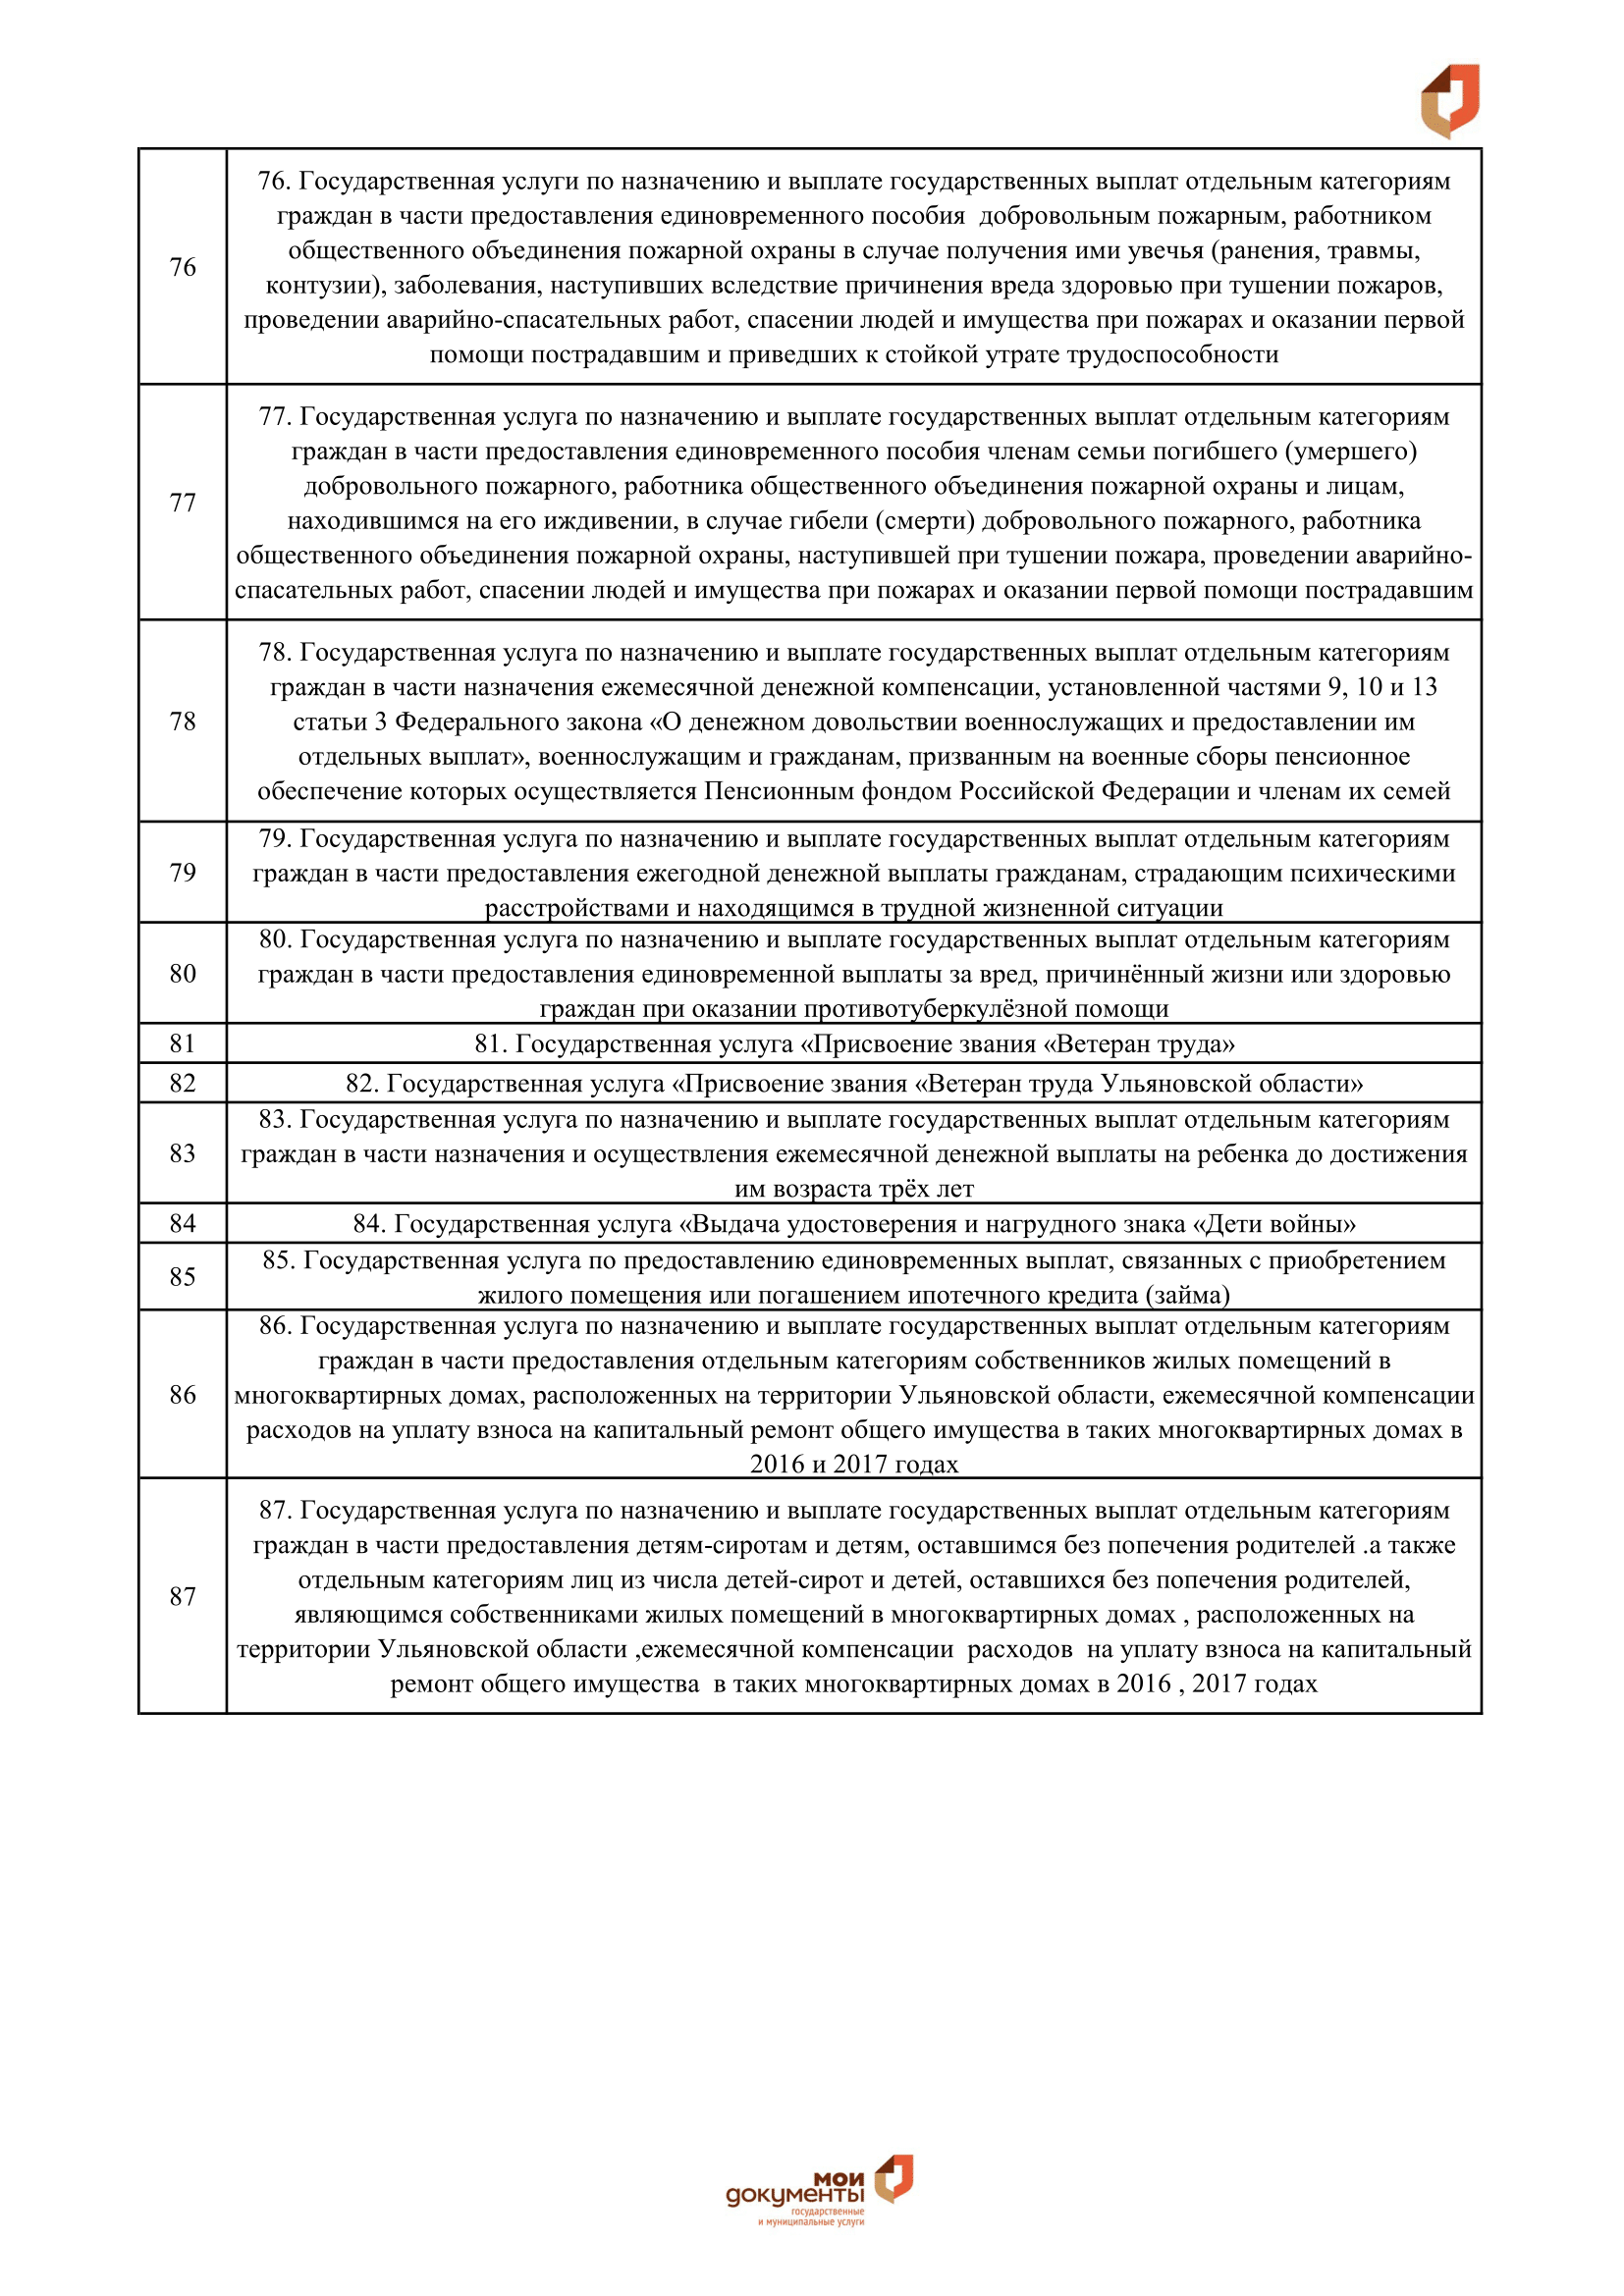 76
76. Государственная услуги по назначению и выплате государственных выплат отдельным категориям
граждан в части предоставления единовременного пособия  добровольным пожарным, работником
общественного объединения пожарной охраны в случае получения ими увечья (ранения, травмы,
контузии), заболевания, наступивших вследствие причинения вреда здоровью при тушении пожаров,
проведении аварийно-спасательных работ, спасении людей и имущества при пожарах и оказании первой
помощи пострадавшим и приведших к стойкой утрате трудоспособности
77
77. Государственная услуга по назначению и выплате государственных выплат отдельным категориям
граждан в части предоставления единовременного пособия членам семьи погибшего (умершего)
добровольного пожарного, работника общественного объединения пожарной охраны и лицам,
находившимся на его иждивении, в случае гибели (смерти) добровольного пожарного, работника
общественного объединения пожарной охраны, наступившей при тушении пожара, проведении аварийно-
спасательных работ, спасении людей и имущества при пожарах и оказании первой помощи пострадавшим
78
78. Государственная услуга по назначению и выплате государственных выплат отдельным категориям
граждан в части назначения ежемесячной денежной компенсации, установленной частями 9, 10 и 13
статьи 3 Федерального закона «О денежном довольствии военнослужащих и предоставлении им
отдельных выплат», военнослужащим и гражданам, призванным на военные сборы пенсионное
обеспечение которых осуществляется Пенсионным фондом Российской Федерации и членам их семей
79
79. Государственная услуга по назначению и выплате государственных выплат отдельным категориям
граждан в части предоставления ежегодной денежной выплаты гражданам, страдающим психическими
расстройствами и находящимся в трудной жизненной ситуации
80
80. Государственная услуга по назначению и выплате государственных выплат отдельным категориям
граждан в части предоставления единовременной выплаты за вред, причинённый жизни или здоровью
граждан при оказании противотуберкулёзной помощи
81
81. Государственная услуга «Присвоение звания «Ветеран труда»
82
82. Государственная услуга «Присвоение звания «Ветеран труда Ульяновской области»
83
83. Государственная услуга по назначению и выплате государственных выплат отдельным категориям
граждан в части назначения и осуществления ежемесячной денежной выплаты на ребенка до достижения
им возраста трёх лет
84
84. Государственная услуга «Выдача удостоверения и нагрудного знака «Дети войны»
85
85. Государственная услуга по предоставлению единовременных выплат, связанных с приобретением
жилого помещения или погашением ипотечного кредита (займа)
86
86. Государственная услуга по назначению и выплате государственных выплат отдельным категориям
граждан в части предоставления отдельным категориям собственников жилых помещений в
многоквартирных домах, расположенных на территории Ульяновской области, ежемесячной компенсации
расходов на уплату взноса на капитальный ремонт общего имущества в таких многоквартирных домах в
2016 и 2017 годах
87
87. Государственная услуга по назначению и выплате государственных выплат отдельным категориям
граждан в части предоставления детям-сиротам и детям, оставшимся без попечения родителей .а также
отдельным категориям лиц из числа детей-сирот и детей, оставшихся без попечения родителей,
являющимся собственниками жилых помещений в многоквартирных домах , расположенных на
территории Ульяновской области ,ежемесячной компенсации  расходов  на уплату взноса на капитальный
ремонт общего имущества  в таких многоквартирных домах в 2016 , 2017 годах
мои
документы
государственные
и муниципальные услуги